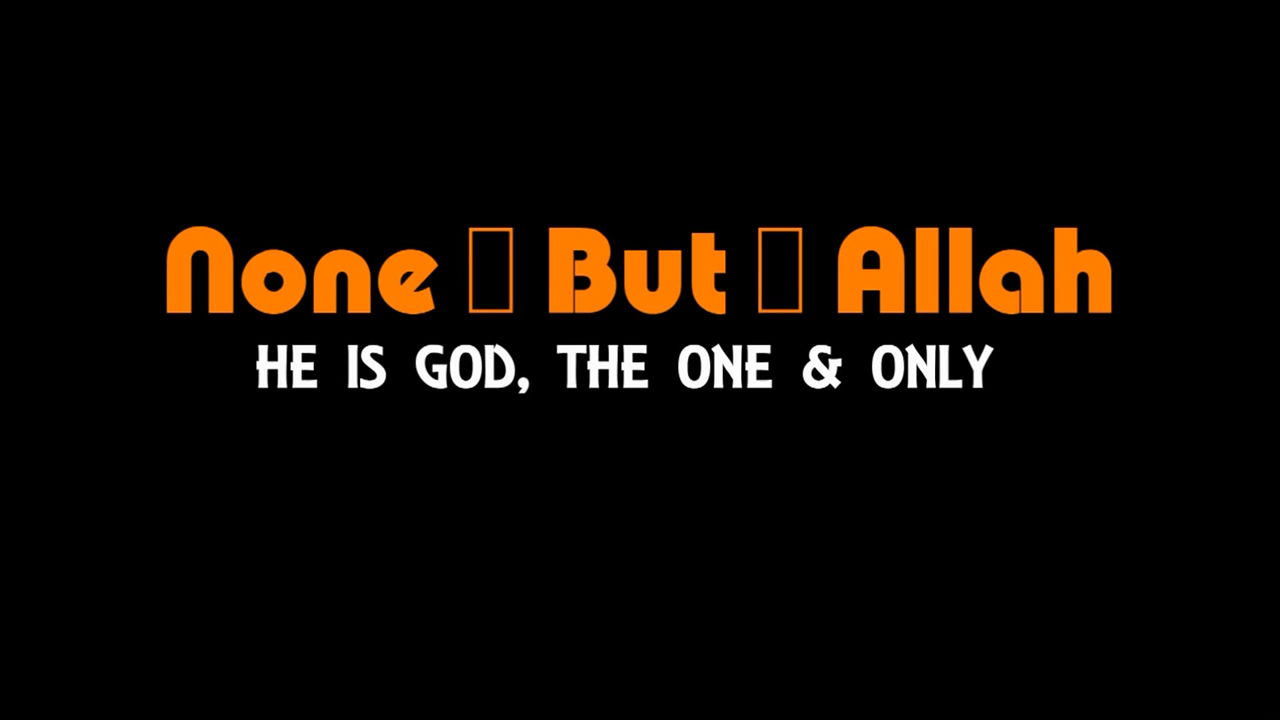 None ▯ But ▯ Allah
HE IS GOD, THE ONE & ONLY